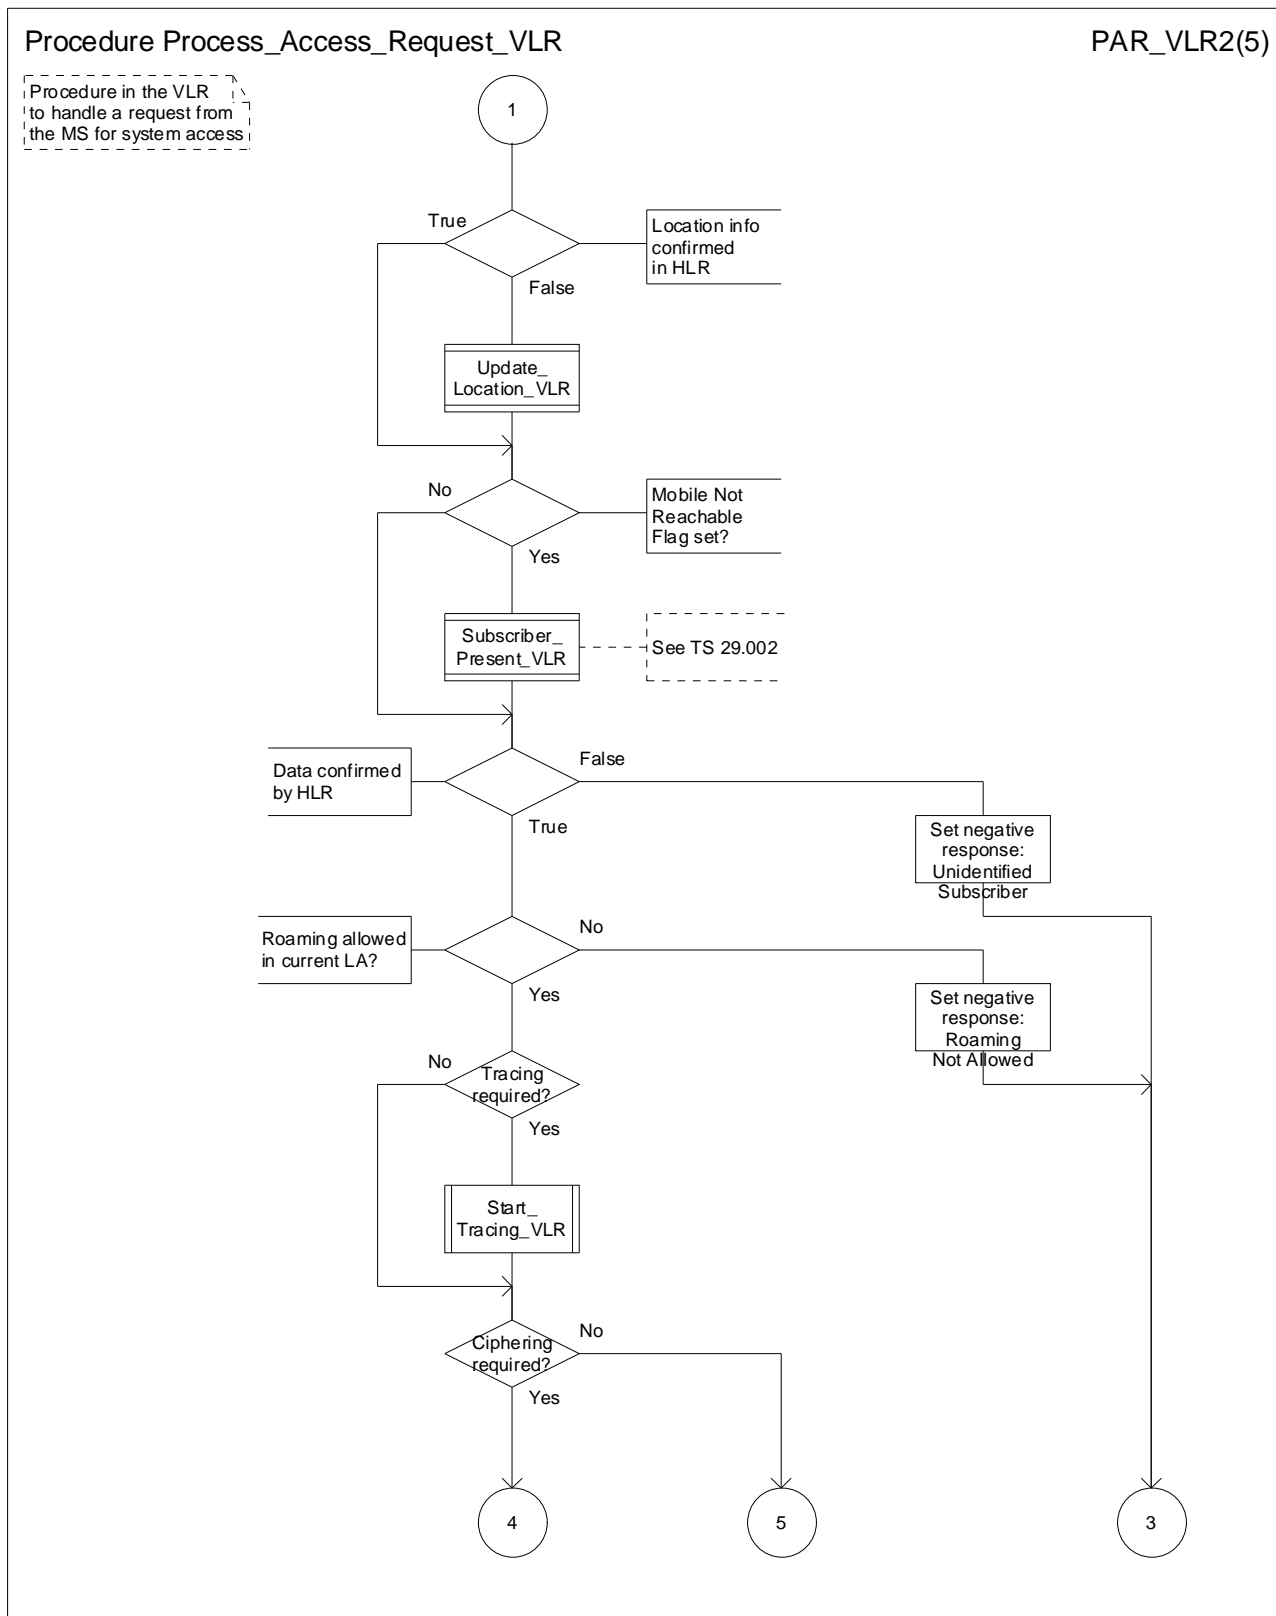 Procedure Process_Access_Request_VLR
PAR_VLR2(5)
Procedure in the VLR
to handle a request from
the MS for system access
1
True
Location info
confirmed
in HLR
False
Update_
Location_VLR
No
Mobile Not
Reachable
Flag set?
Yes
Subscriber_
Present_VLR
See TS 29.002
Data confirmed
by HLR
False
True
Set negative
response:
Unidentified
Subscriber
Roaming allowed
in current LA?
No
Yes
Set negative
response:
Roaming
Not Allowed
No
Tracing
required?
Yes
Start_
Tracing_VLR
Ciphering
required?
No
Yes
4
5
3